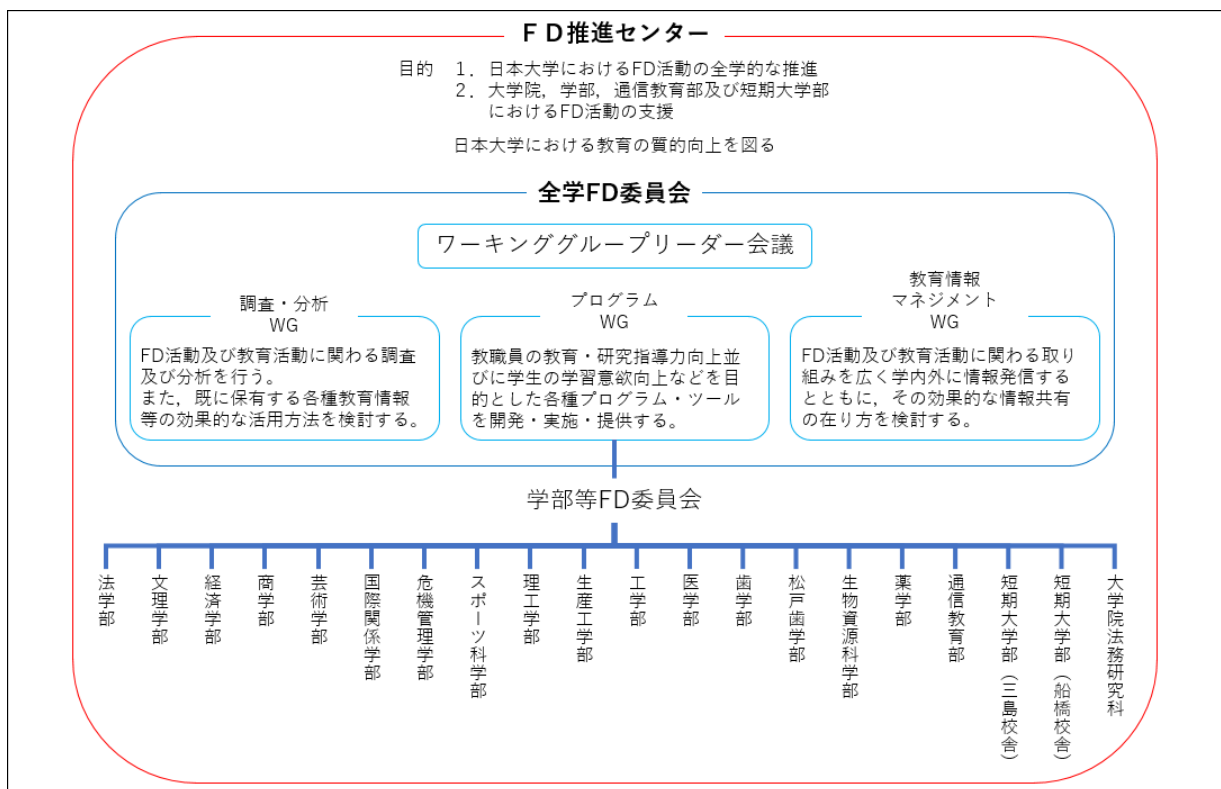 ＦＤ推進センター
目的　１．日本大学におけるFD活動の全学的な推進
２．大学院，学部，通信教育部及び短期大学部
におけるFD活動の支援
日本大学における教育の質的向上を図る
全学FD委員会
ワーキンググループリーダー会議
調査・分析
WG
FD活動及び教育活動に関わる調査
及び分析を行う。
また，既に保有する各種教育情報
等の効果的な活用方法を検討する。
プログラム
WG
教職員の教育・研究指導力向上並
びに学生の学習意欲向上などを目
的とした各種プログラム・ツール
を開発・実施・提供する。
教育情報
マネジメント
WG
FD活動及び教育活動に関わる取り
組みを広く学内外に情報発信する
とともに，その効果的な情報共有
の在り方を検討する。
学部等FD委員会
法学部
文理学部
経済学部
商学部
芸術学部
国際関係学部
危機管理学部
スポーツ科学部
理工学部
生産工学部
工学部
医学部
歯学部
松戸歯学部
生物資源科学部
薬学部
通信教育部
短期大学部（三島校舎）
短期大学部（船橋校舎）
大学院法務研究科